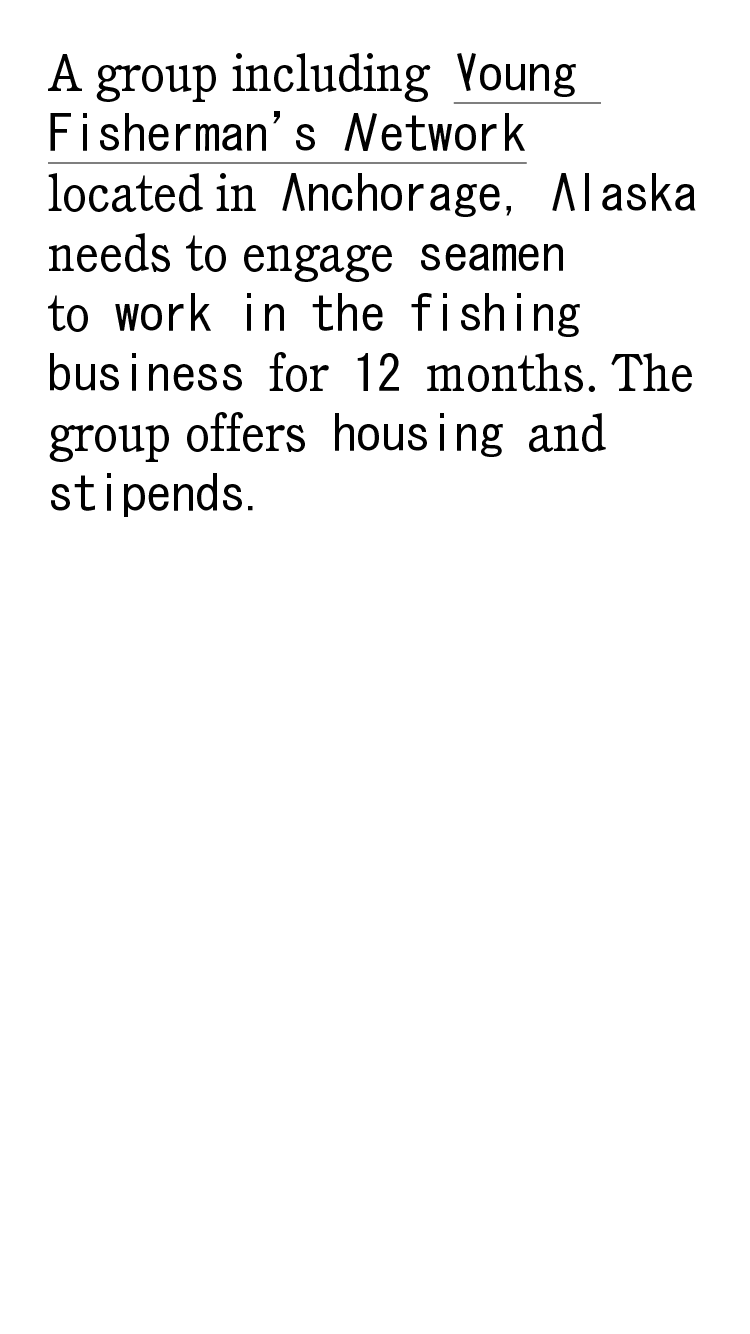 A group including Young
Fisherman's Network
located in Anchorage, Alaska
needs to engage seamen
to work in the fishing
business for 12 months. The
group offers housing and
stipends.